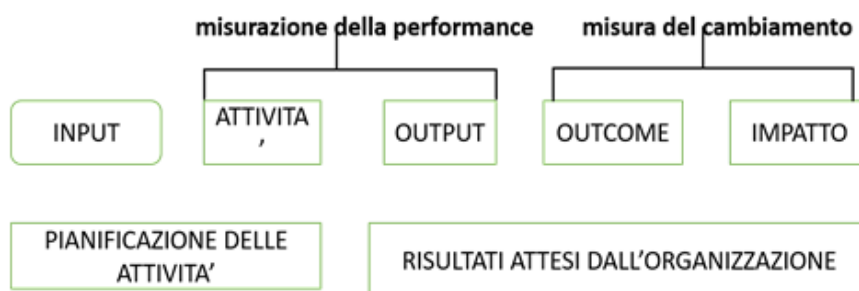 misurazione della performance
misura del cambiamento
INPUT
ATTIVITA
’
OUTPUT
OUTCOME
IMPATTO
PIANIFICAZIONE DELLE
ATTIVITA’
RISULTATI ATTESI DALL’ORGANIZZAZIONE